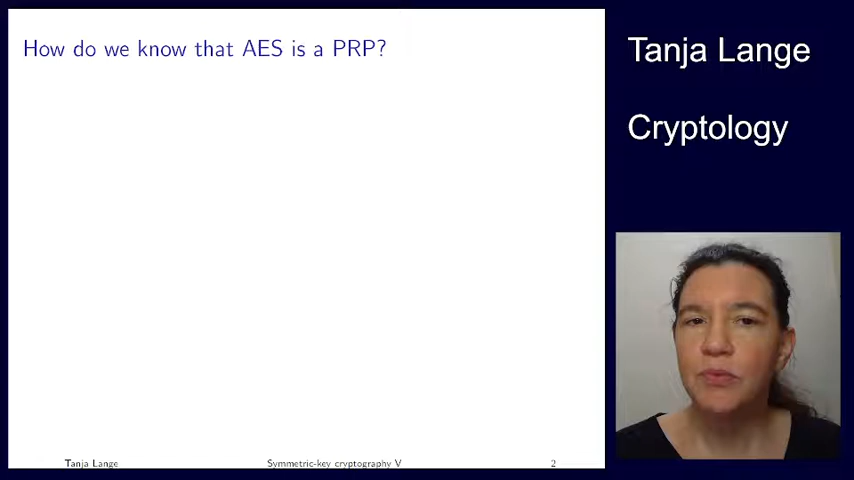 How do we know that AES is a PRP?
Tanja Lange
Cryptology
Tanja Lange Symmetric-key cryptography V 2